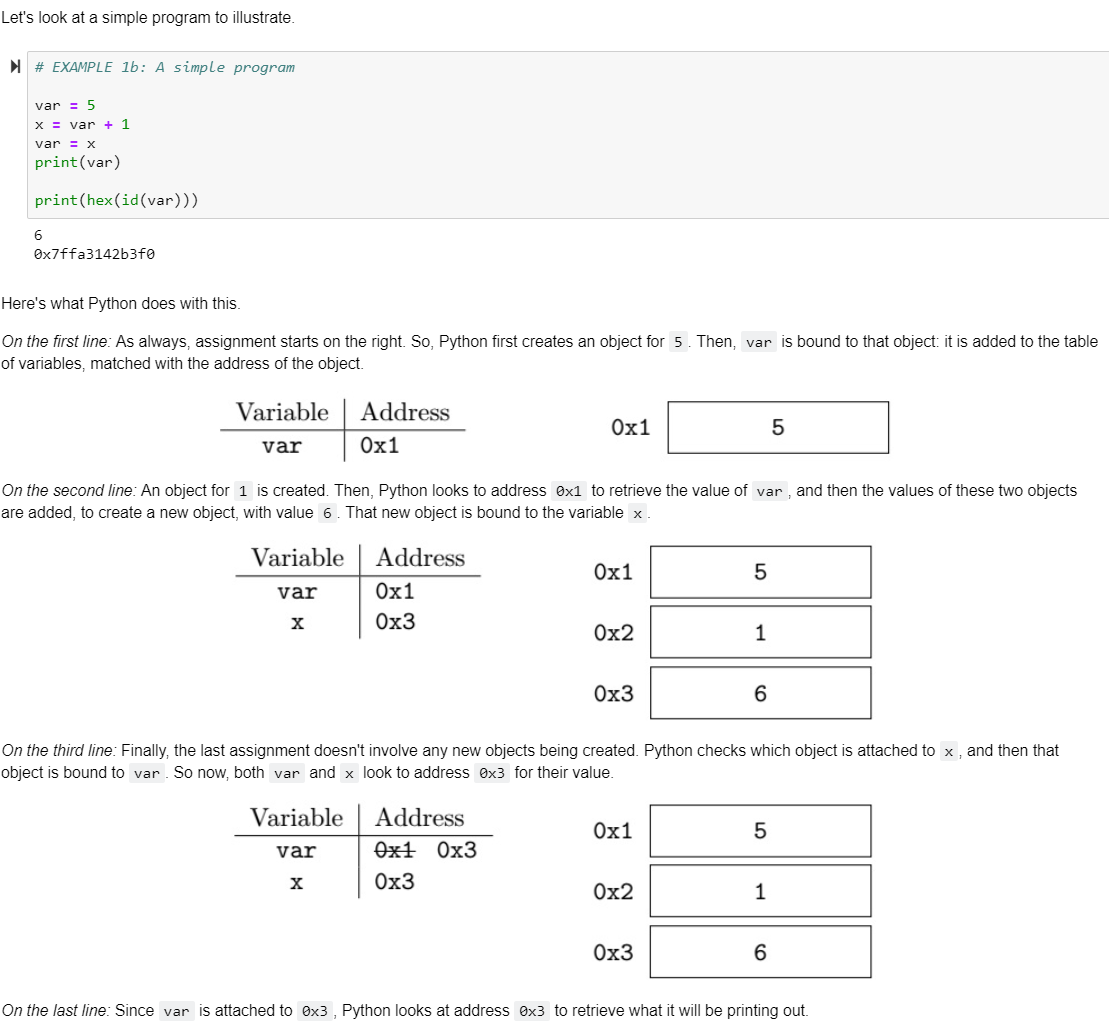 Let's look at a simple program to illustrate.
# EXAMPLE 1b: A simple program
var = 5
x = var + 1
var = x
print(var)
print(hex(id(var)))
6
0x7ffa3142b3f0
Here's what Python does with this.
On the first line: As always, assignment starts on the right. So, Python first creates an object for 5 . Then, var is bound to that object: it is added to the table
of variables, matched with the address of the object.
Variable Address
var 0x1
0x1 5
On the second line: An object for 1 is created. Then, Python looks to address 0x1 to retrieve the value of var , and then the values of these two objects
are added, to create a new object, with value 6 . That new object is bound to the variable x .
Variable Address
var 0x1
x 0x3
0x1 5
0x2 1
0x3 6
On the third line: Finally, the last assignment doesn't involve any new objects being created. Python checks which object is attached to x , and then that
object is bound to var . So now, both var and x look to address 0x3 for their value.
Variable Address
var 0x1 0x3
x 0x3
0x1 5
0x2 1
0x3 6
On the last line: Since var is attached to 0x3 , Python looks at address 0x3 to retrieve what it will be printing out.